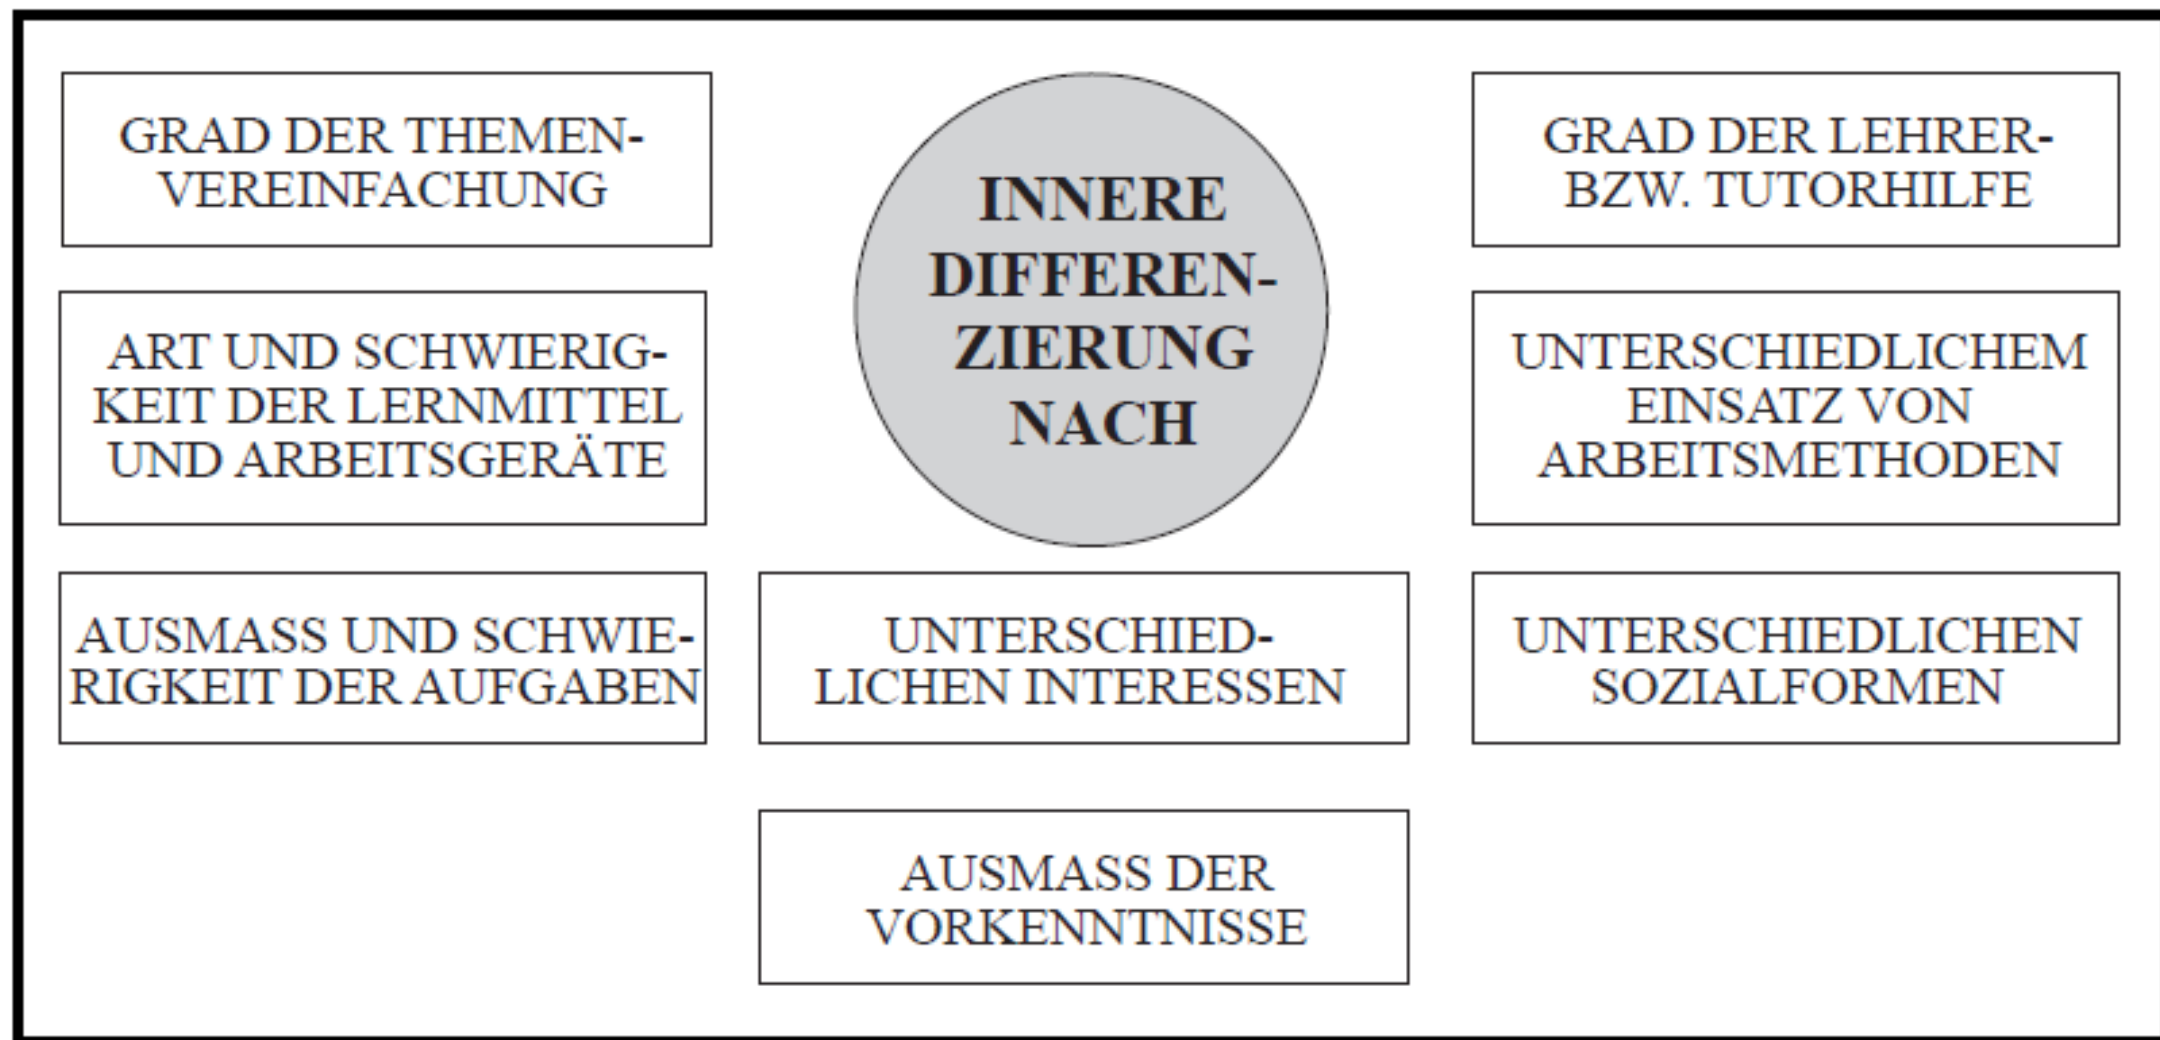 GRAD DER THEMEN-
VEREINFACHUNG
INNERE
DIFFEREN-
ZIERUNG
NACH
GRAD DER LEHRER-
BZW. TUTORHILFE
ART UND SCHWIERIG-
KEIT DER LERNMITTEL
UND ARBEITSGERÄTE
UNTERSCHIEDLICHEM
EINSATZ VON
ARBEITSMETHODEN
AUSMASS UND SCHWIE-
RIGKEIT DER AUFGABEN
UNTERSCHIED-
LICHEN INTERESSEN
UNTERSCHIEDLICHEN
SOZIALFORMEN
AUSMASS DER
VORKENNTNISSE